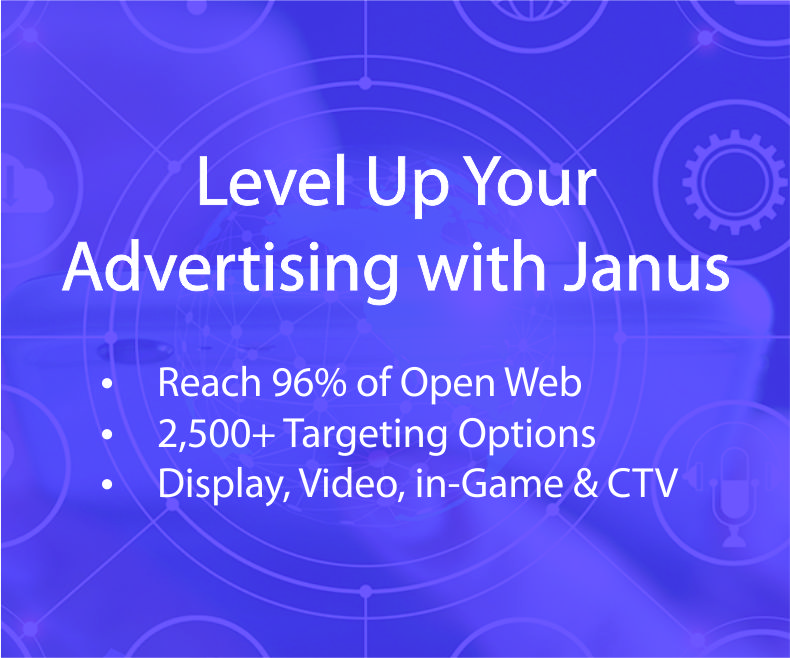 Level Up Your
Advertising with Janus
• Reach 96% of Open Web
• 2,500+ Targeting Options
• Display, Video, in-Game & CTV